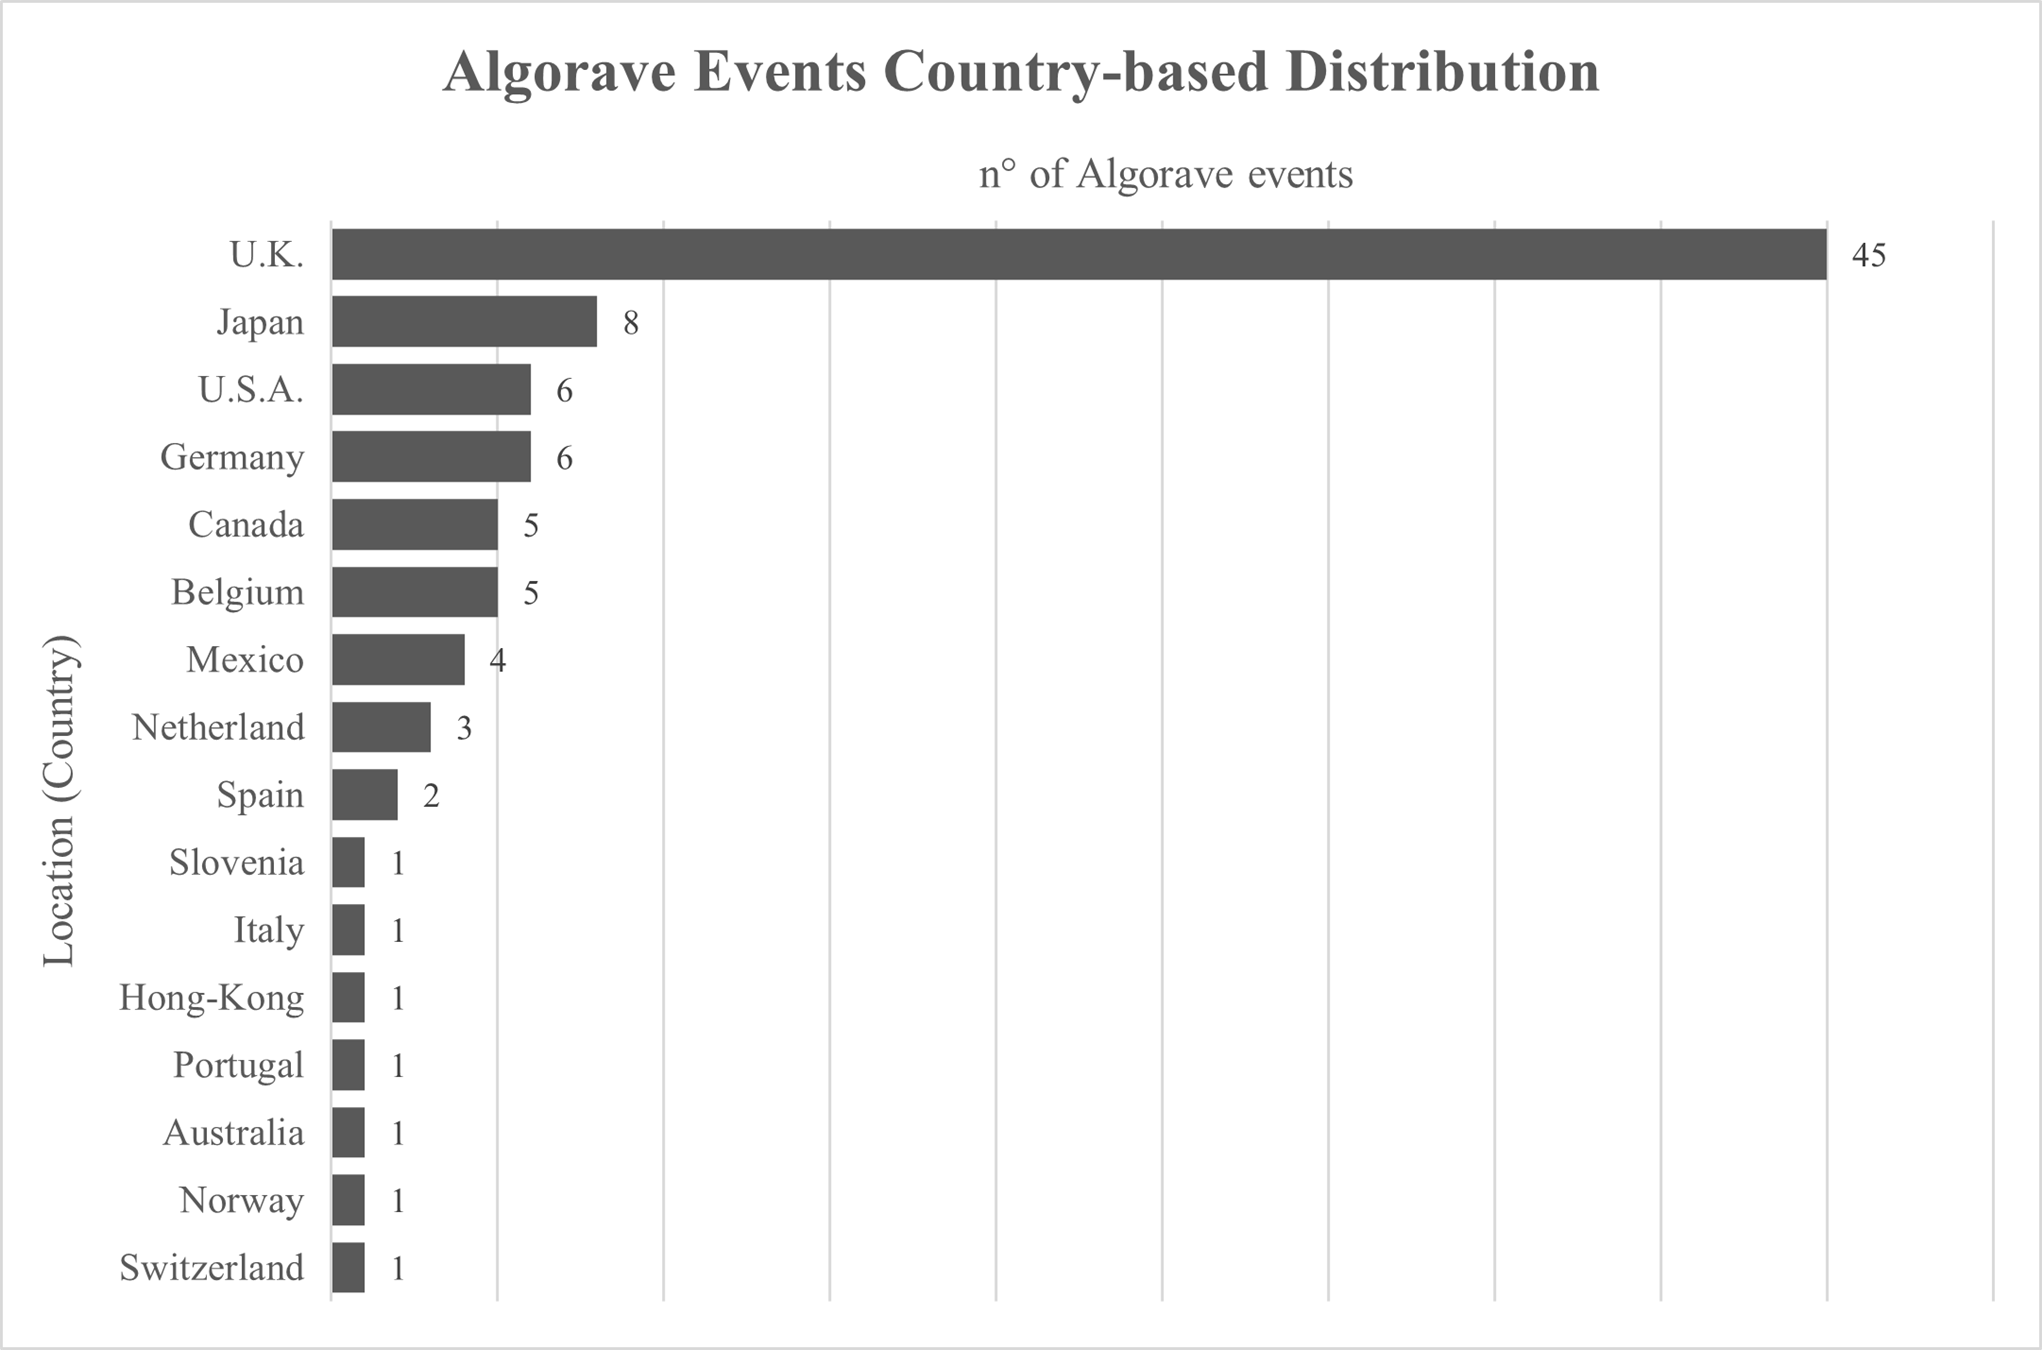 Algorave Events Country-based Distribution
n° of Algorave events
U.K. 45
Japan 8
U.S.A. 6
Germany 6
Canada 5
Belgium 5
Mexico 4
Netherland 3
Spain 2
Slovenia 1
Italy 1
Hong-Kong 1
Portugal 1
Australia 1
Norway 1
Switzerland 1
Location (Country)